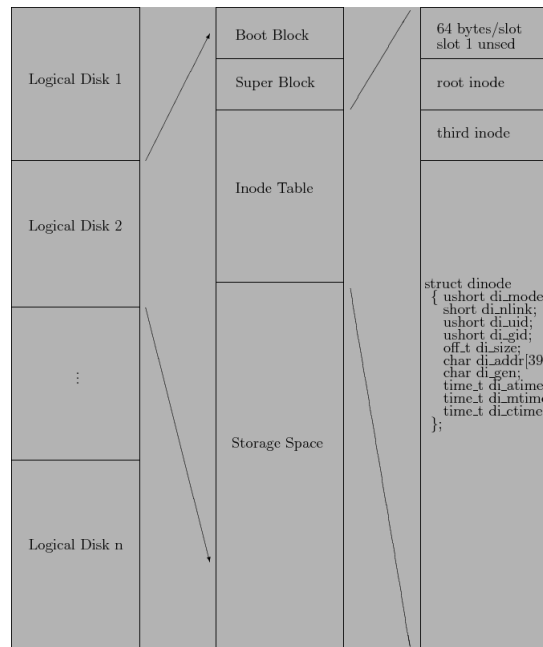 Logical Disk 1
Logical Disk 2
⋮
Logical Disk n
Boot Block
Super Block
Inode Table
Storage Space
64 bytes/slot
slot 1 unsed
root inode
third inode
struct dinode
{ ushort di_mode
short di_nlink;
ushort di_uid;
ushort di_gid;
off_t di_size;
char di_addr[39
char di_gen;
time_t di_atime
time_t di_mtime
time_t di_ctime
};